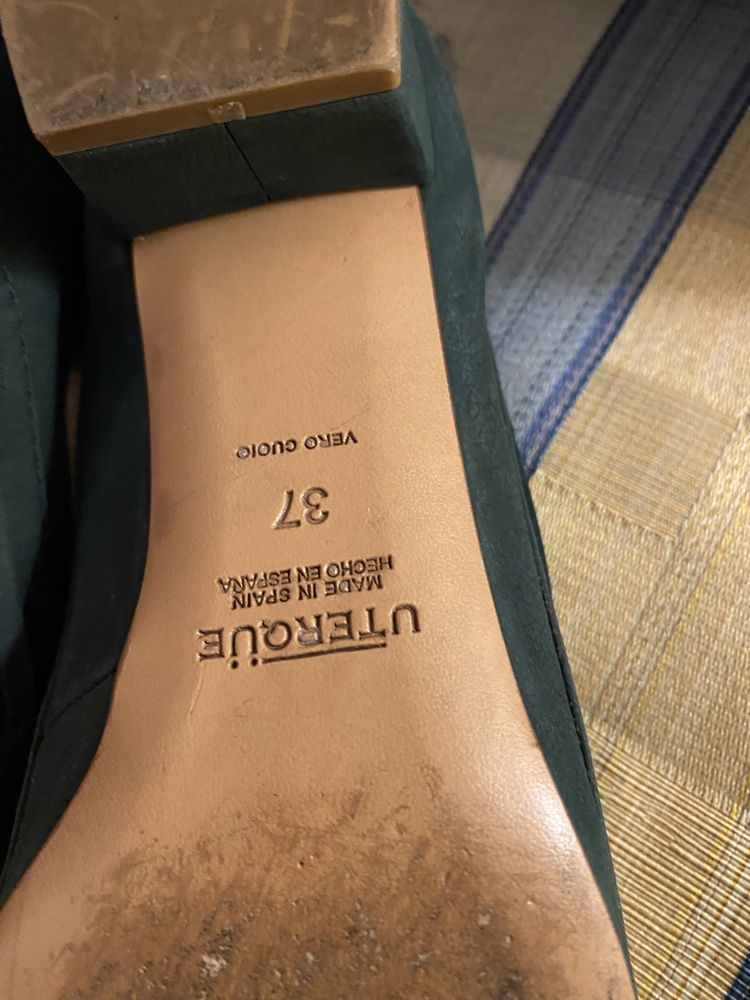 UTERQÜE
MADE IN SPAIN
HECHO EN ESPAÑA
37
VERO CUOIO